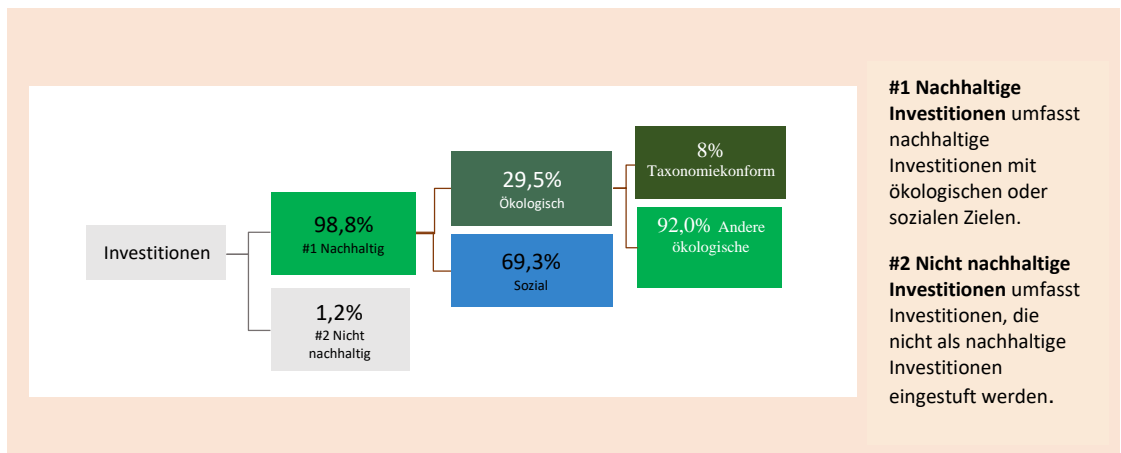 Investitionen
98,8%
#1 Nachhaltig
1,2%
#2 Nicht
nachhaltig
29,5%
Ökologisch
69,3%
Sozial
8%
Taxonomiekonform
92,0% Andere
ökologische
#1 Nachhaltige
Investitionen umfasst
nachhaltige
Investitionen mit
ökologischen oder
sozialen Zielen.
#2 Nicht nachhaltige
Investitionen umfasst
Investitionen, die
nicht als nachhaltige
Investitionen
eingestuft werden.